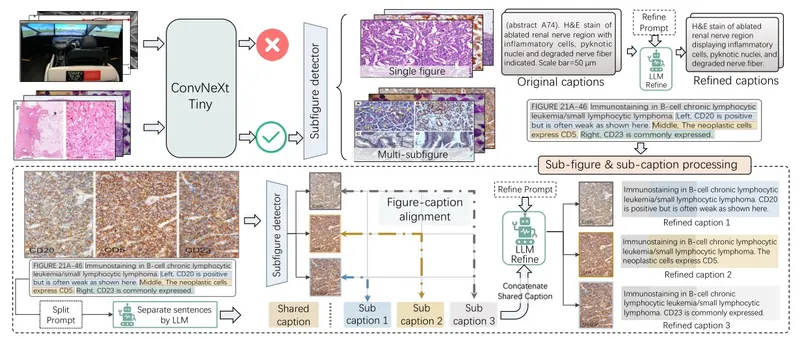 ConvNeXt
Tiny
Subfigure detector
Single figure
Multi-subfigure
(abstract A74). H&E stain of
ablated renal nerve region with
inflammatory cells, pyknotic
nuclei and degraded nerve fiber
indicated. Scale bar=50 μm
Original captions
Refine
Prompt
LLM
Refine
H&E stain of ablated
renal nerve region
displaying inflammatory
cells, pyknotic nuclei, and
degraded nerve fiber.
Refined captions
FIGURE 21A-46 Immunostaining in B-cell chronic lymphocytic
leukemia/small lymphocytic lymphoma. Left, CD20 is positive
but is often weak as shown here. Middle, The neoplastic cells
express CD5. Right, CD23 is commonly expressed.
Sub-figure & sub-caption processing
CD20
CD5
CD23
FIGURE 21A-46 Immunostaining in B-cell chronic lymphocytic
leukemia/small lymphocytic lymphoma. Left, CD20 is positive
but is often weak as shown here. Middle, The neoplastic cells
express CD5. Right, CD23 is commonly expressed.
Split
Prompt
Separate sentences
by LLM
Subfigure detector
Figure-caption
alignment
Shared
caption
Sub
caption 1
Sub
caption 2
Sub
caption 3
Refine Prompt
LLM
Refine
Concatenate
Shared Caption
Immunostaining in B-cell chronic lymphocytic
leukemia/small lymphocytic lymphoma. CD20
is positive but is often weak as shown here.
Refined caption 1
Immunostaining in B-cell chronic lymphocytic
leukemia/small lymphocytic lymphoma. The
neoplastic cells express CD5.
Refined caption 2
Immunostaining in B-cell chronic
lymphocytic leukemia/small lymphocytic
lymphoma. CD23 is commonly expressed.
Refined caption 3